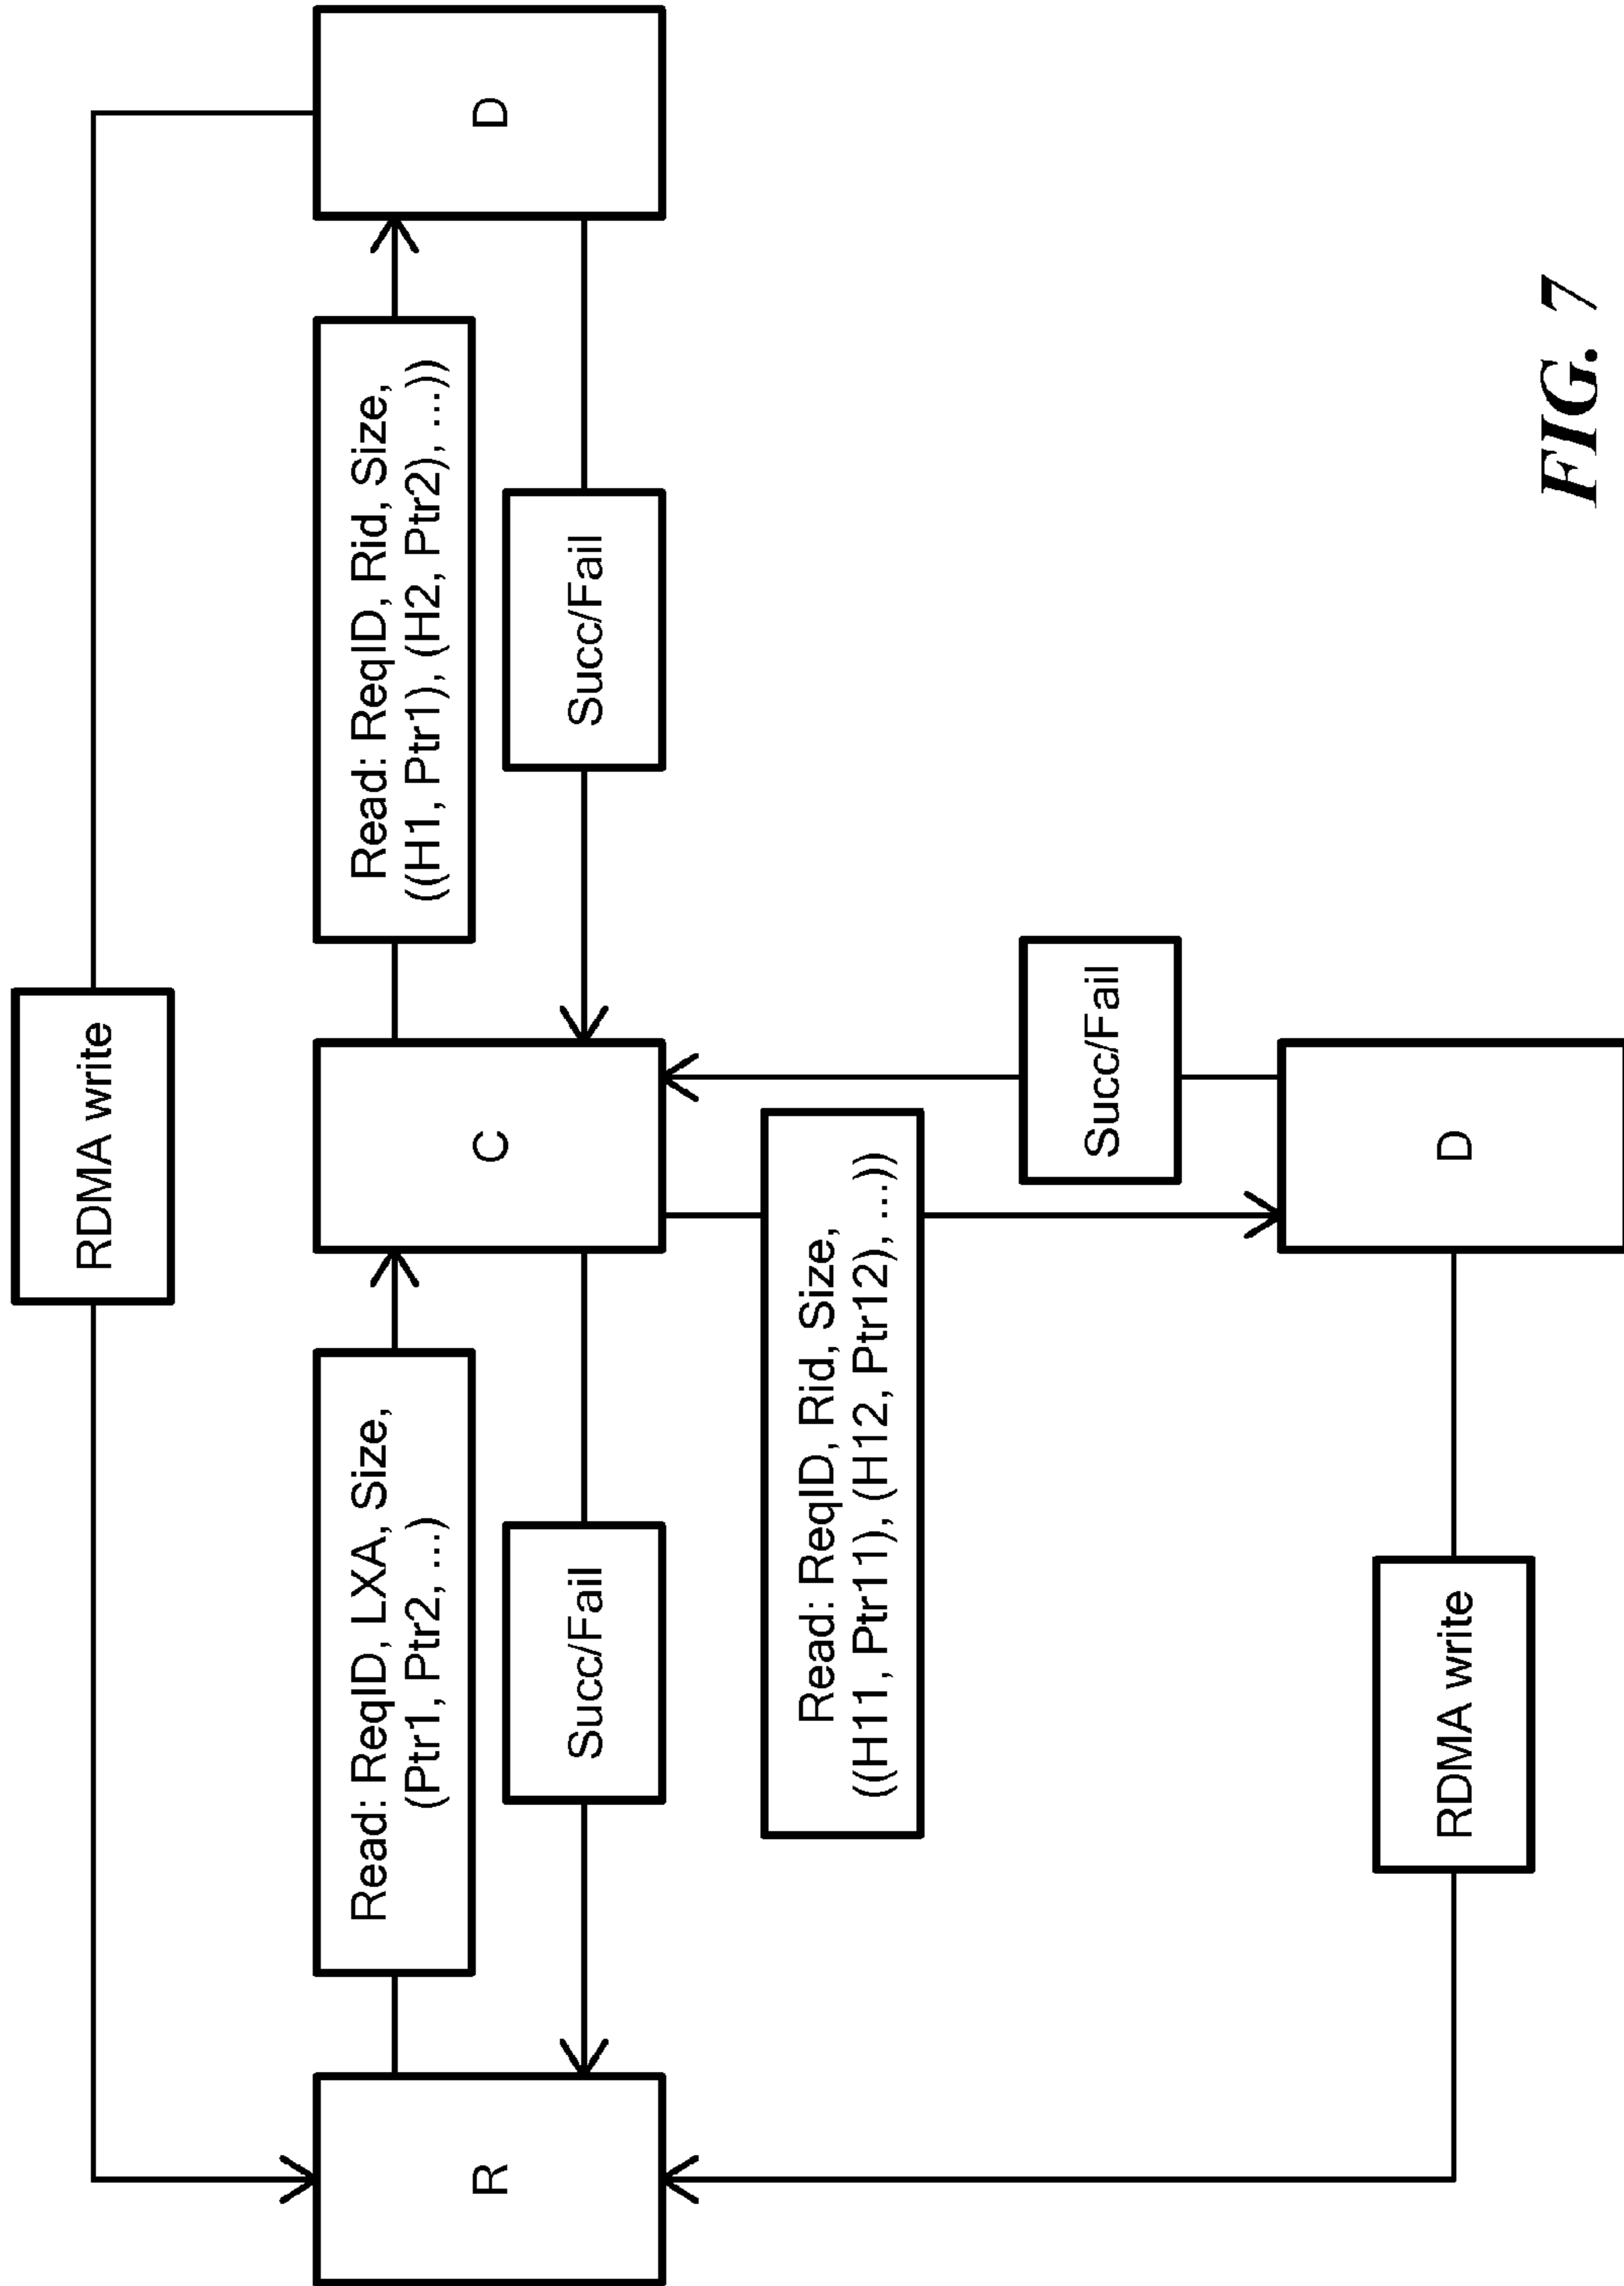 RDMA write
R
Read: ReqID, LXA, Size,
(Ptr1, Ptr2, ...)
Succ/Fail
C
Read: ReqID, Rid, Size,
((H1, Ptr1), (H2, Ptr2), ...))
Succ/Fail
D
Read: ReqID, Rid, Size,
((H11, Ptr11), (H12, Ptr12), ...))
Succ/Fail
RDMA write
D
FIG. 7